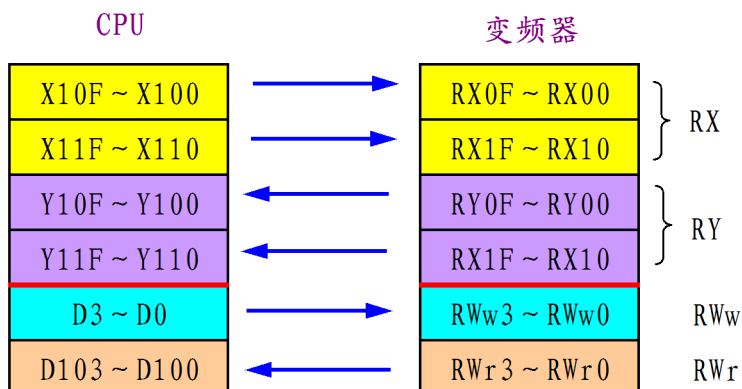 CPU 变频器
X10F~X100 RX0F~RX00
RX
X11F~X110 RX1F~RX10
Y10F~Y100 RY0F~RY00
RY
Y11F~Y110 RX1F~RX10
D3~D0 RWw3~RWw0 RWw
D103~D100 RWr3~RWr0 RWr